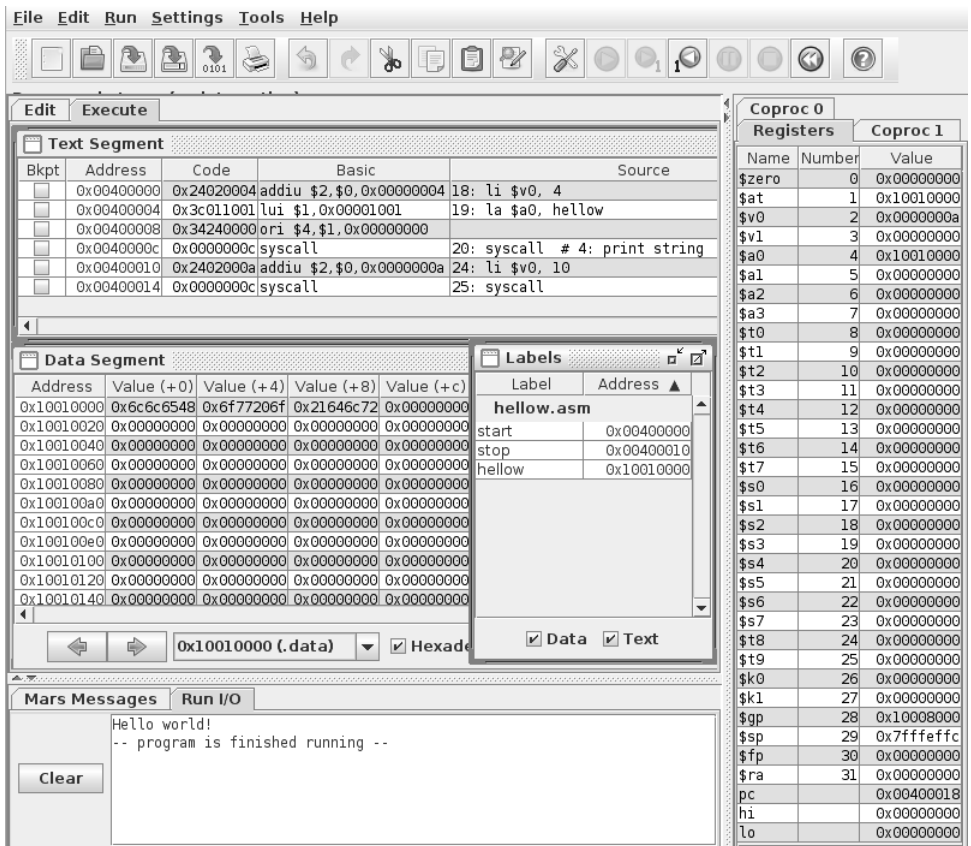 File Edit Run Settings Tools Help
0101
1
1
Edit Execute
Text Segment
Bkpt Address Code Basic Source
0x00400000 0x24020004 addiu $2,$0,0x00000004 18: li $v0, 4
0x00400004 0x3c011001 lui $1,0x00001001 19: la $a0, hellow
0x00400008 0x34240000 ori $4,$1,0x00000000
0x0040000c 0x0000000c syscall 20: syscall # 4: print string
0x00400010 0x2402000a addiu $2,$0,0x0000000a 24: li $v0, 10
0x00400014 0x0000000c syscall 25: syscall
Data Segment
Address Value (+0) Value (+4) Value (+8) Value (+c)
0x10010000 0x6c6c6548 0x6f77206f 0x21646c72 0x00000000
0x10010020 0x00000000 0x00000000 0x00000000 0x00000000
0x10010040 0x00000000 0x00000000 0x00000000 0x00000000
0x10010060 0x00000000 0x00000000 0x00000000 0x00000000
0x10010080 0x00000000 0x00000000 0x00000000 0x00000000
0x100100a0 0x00000000 0x00000000 0x00000000 0x00000000
0x100100c0 0x00000000 0x00000000 0x00000000 0x00000000
0x100100e0 0x00000000 0x00000000 0x00000000 0x00000000
0x10010100 0x00000000 0x00000000 0x00000000 0x00000000
0x10010120 0x00000000 0x00000000 0x00000000 0x00000000
0x10010140 0x00000000 0x00000000 0x00000000 0x00000000
0x10010000 (.data) Hexade
Labels
Label Address ▲
hellow.asm
start 0x00400000
stop 0x00400010
hellow 0x10010000
Data Text
Mars Messages Run I/O
Hello world!
-- program is finished running --
Clear
Coproc 0
Registers Coproc 1
Name Number Value
$zero 0 0x00000000
$at 1 0x10010000
$v0 2 0x0000000a
$v1 3 0x00000000
$a0 4 0x10010000
$a1 5 0x00000000
$a2 6 0x00000000
$a3 7 0x00000000
$t0 8 0x00000000
$t1 9 0x00000000
$t2 10 0x00000000
$t3 11 0x00000000
$t4 12 0x00000000
$t5 13 0x00000000
$t6 14 0x00000000
$t7 15 0x00000000
$s0 16 0x00000000
$s1 17 0x00000000
$s2 18 0x00000000
$s3 19 0x00000000
$s4 20 0x00000000
$s5 21 0x00000000
$s6 22 0x00000000
$s7 23 0x00000000
$t8 24 0x00000000
$t9 25 0x00000000
$k0 26 0x00000000
$k1 27 0x00000000
$gp 28 0x10008000
$sp 29 0x7fffeffc
$fp 30 0x00000000
$ra 31 0x00000000
pc 0x00400018
hi 0x00000000
lo 0x00000000